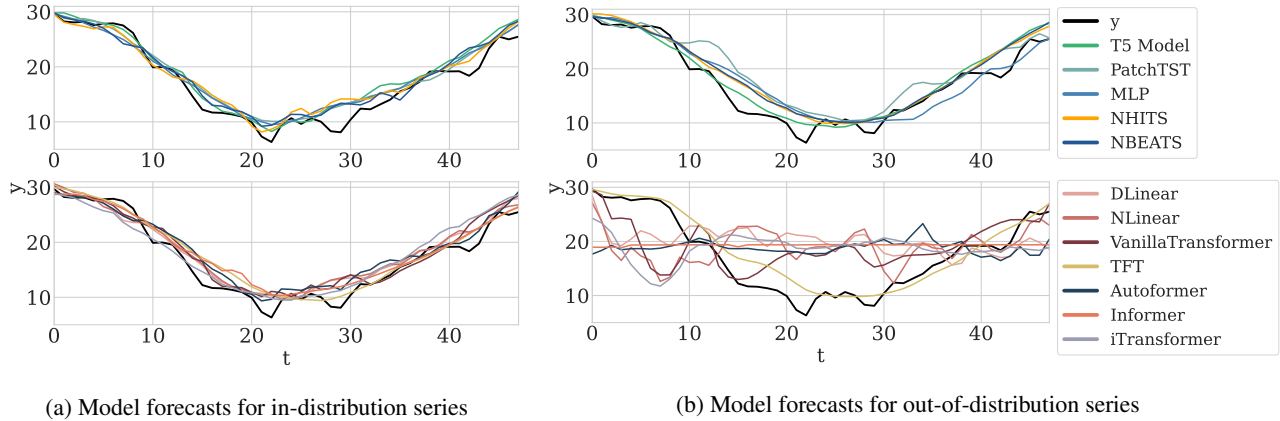 30
20
10
0 10 20 30 40
30
20
10
0 10 20 30 40
y
T5 Model
PatchTST
MLP
NHITS
NBEATS
y
30
20
10
0 10 20 30 40
t
y
30
20
10
0 10 20 30 40
t
DLinear
NLinear
VanillaTransformer
TFT
Autoformer
Informer
iTransformer
(a) Model forecasts for in-distribution series
(b) Model forecasts for out-of-distribution series